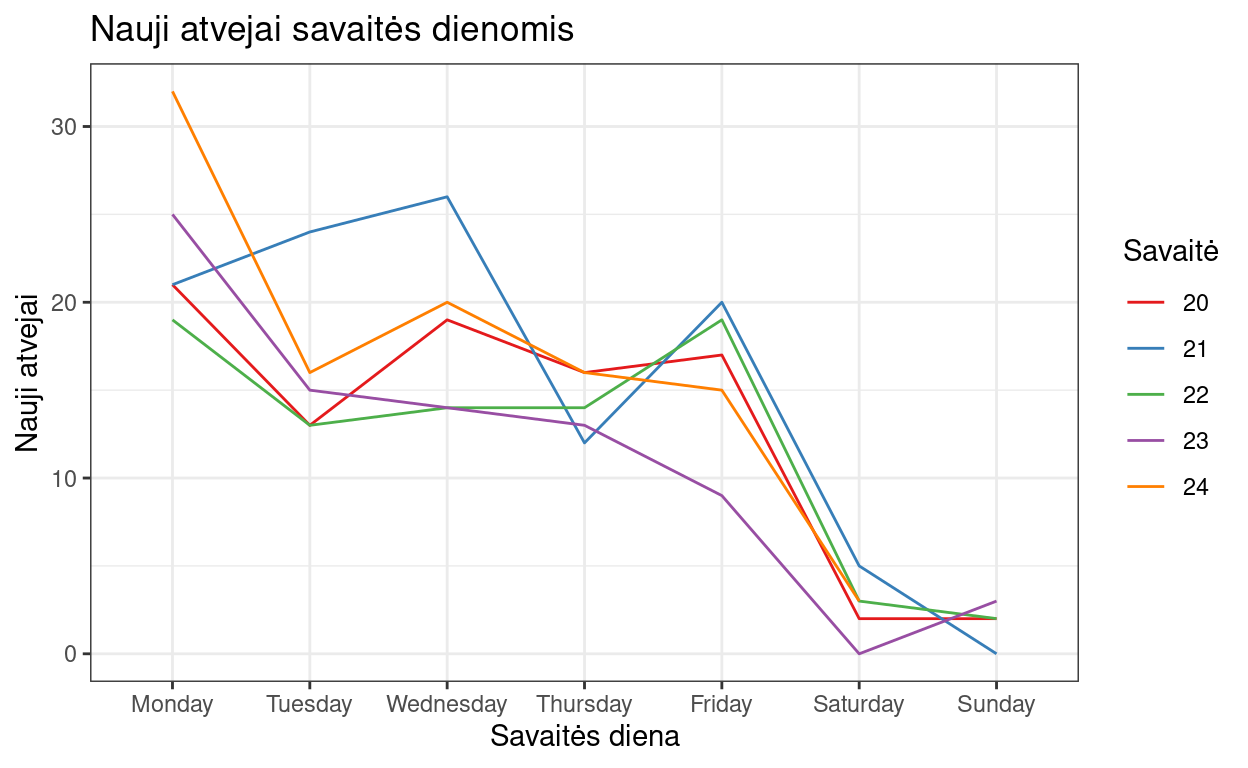 Nauji atvejai savaitės dienomis
Nauji atvejai
30
20
10
0
Monday Tuesday Wednesday Thursday Friday Saturday Sunday
Savaitės diena
Savaitė
20
21
22
23
24